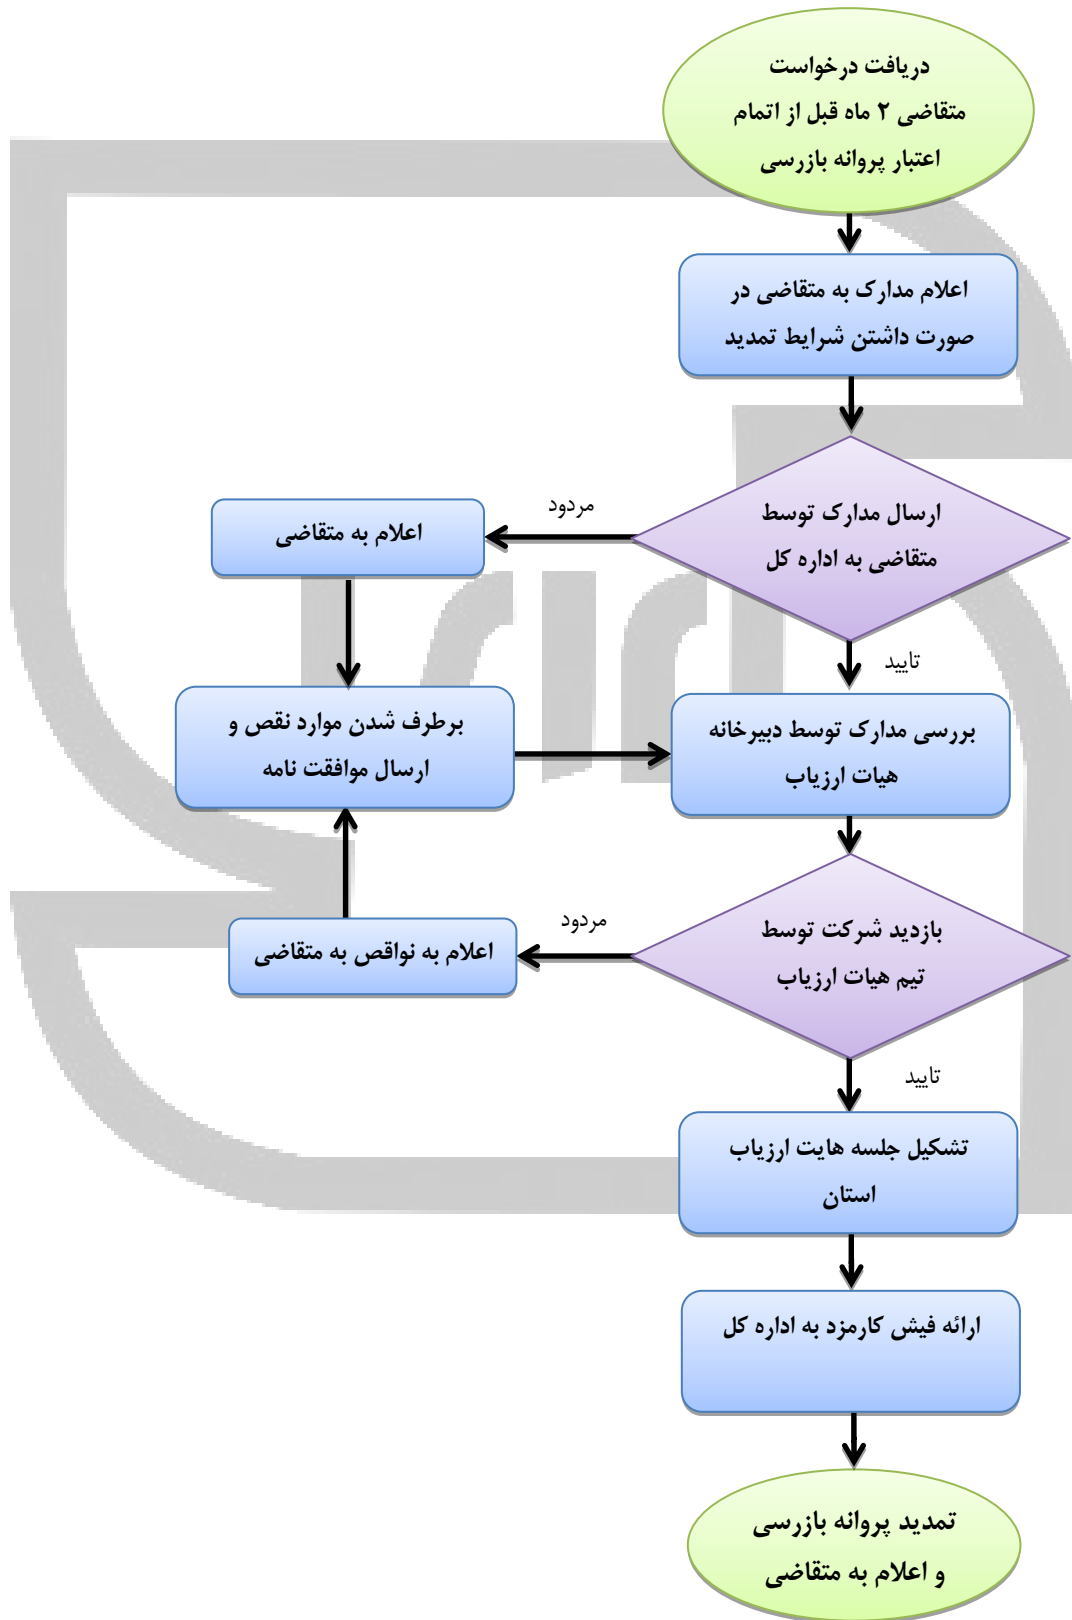 دریافت درخواست
متقاضی ۲ ماه قبل از اتمام
اعتبار پروانه بازرسی
اعلام مدارک به متقاضی در
صورت داشتن شرایط تمدید
ارسال مدارک توسط
متقاضی به اداره کل
مردود
اعلام به متقاضی
تایید
برطرف شدن موارد نقص و
ارسال موافقت نامه
بررسی مدارک توسط دبیرخانه
هیات ارزیاب
بازدید شرکت توسط
تیم هیات ارزیاب
مردود
اعلام به نواقص به متقاضی
تایید
تشکیل جلسه هایت ارزیاب
استان
ارائه فیش کارمزد به اداره کل
تمدید پروانه بازرسی
و اعلام به متقاضی